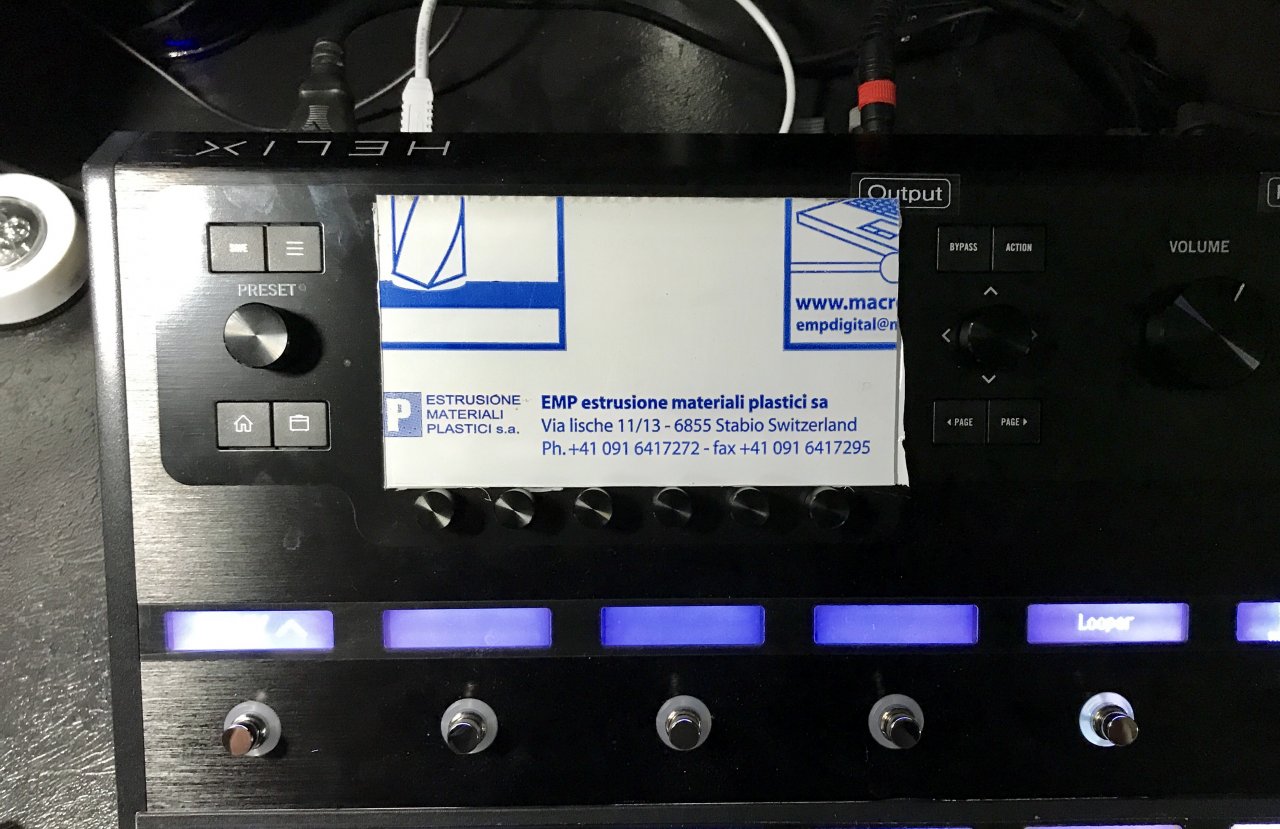 HELIX
Output
SAVE
PRESET
BYPASS
ACTION
VOLUME
PAGE
PAGE
www.macr
empdigital@
P
ESTRUSIONE
MATERIALI
PLASTICI s.a.
EMP estrusione materiali plastici sa
Via lische 11/13 - 6855 Stabio Switzerland
Ph. +41 091 6417272 - fax +41 091 6417295
Looper